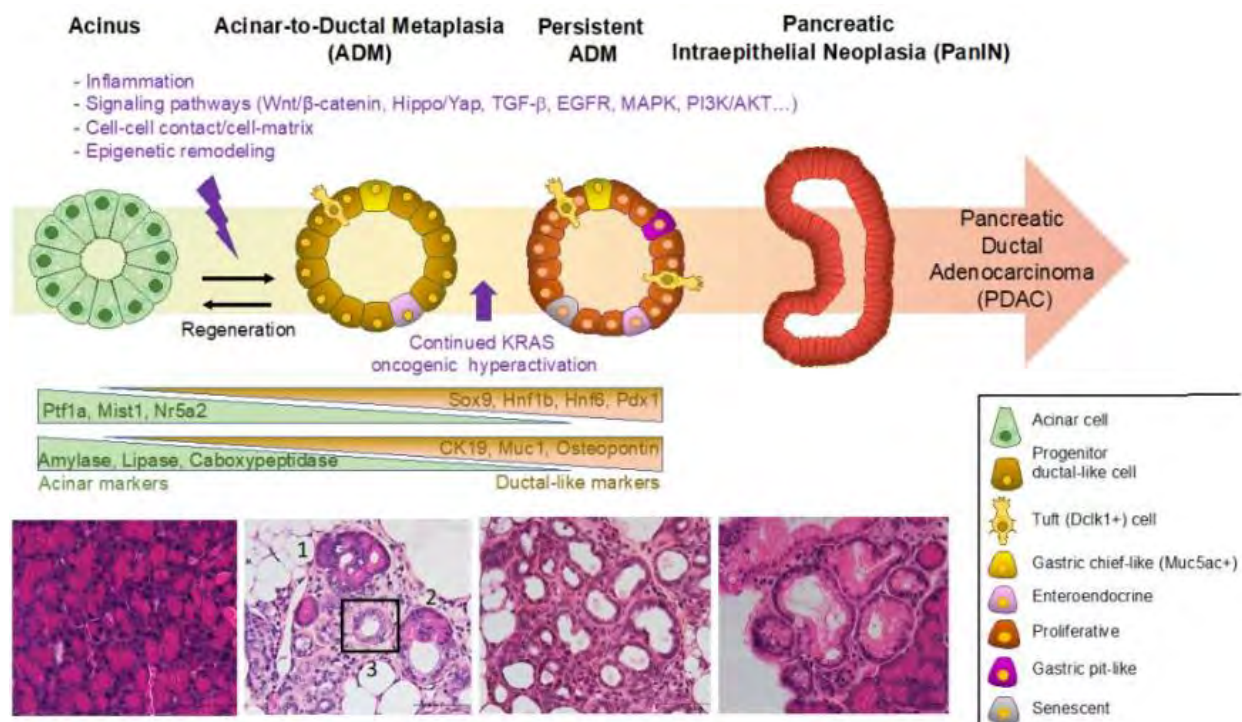 Acinus
Acinar-to-Ductal Metaplasia
(ADM)
Persistent
ADM
Pancreatic
Intraepithelial Neoplasia (PanIN)
- Inflammation
- Signaling pathways (Wnt/β-catenin, Hippo/Yap, TGF-β, EGFR, MAPK, PI3K/AKT…)
- Cell-cell contact/cell-matrix
- Epigenetic remodeling
Regeneration
Continued KRAS
oncogenic hyperactivation
Pancreatic
Ductal
Adenocarcinoma
(PDAC)
Ptf1a, Mist1, Nr5a2
Sox9, Hnf1b, Hnf6, Pdx1
Amylase, Lipase, Caboxypeptidase
CK19, Muc1, Osteopontin
Acinar markers
Ductal-like markers
1
2
3
Acinar cell
Progenitor
ductal-like cell
Tuft (Dclk1+) cell
Gastric chief-like (Muc5ac+)
Enteroendocrine
Proliferative
Gastric pit-like
Senescent